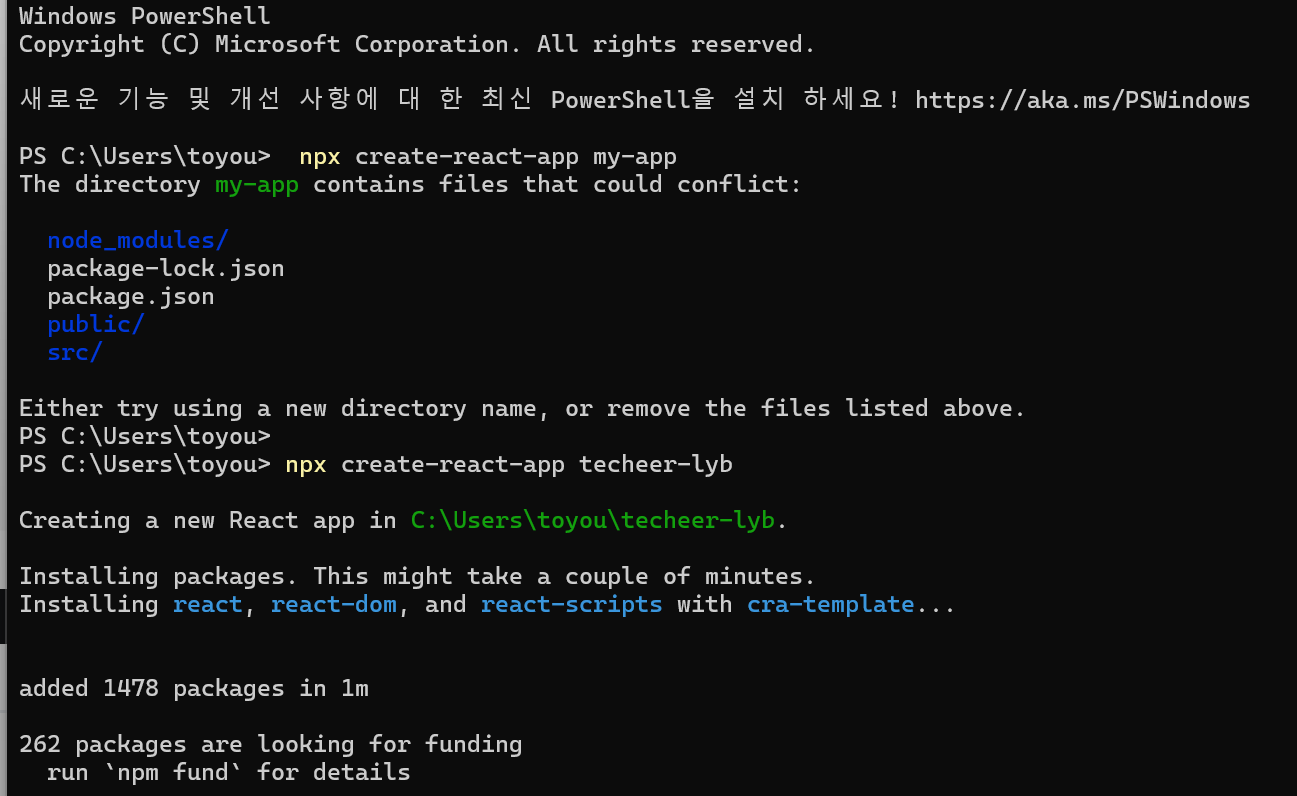 Windows PowerShell
Copyright (C) Microsoft Corporation. All rights reserved.
새로운 기능 및 개선 사항에 대 한 최신 PowerShell을 설치 하세요! https://aka.ms/PSWindows
PS C:\Users\toyou>  npx create-react-app my-app
The directory my-app contains files that could conflict:
  node_modules/
  package-lock.json
  package.json
  public/
  src/
Either try using a new directory name, or remove the files listed above.
PS C:\Users\toyou>
PS C:\Users\toyou> npx create-react-app techeer-lyb
Creating a new React app in C:\Users\toyou\techeer-lyb.
Installing packages. This might take a couple of minutes.
Installing react, react-dom, and react-scripts with cra-template...
added 1478 packages in 1m
262 packages are looking for funding
  run `npm fund` for details